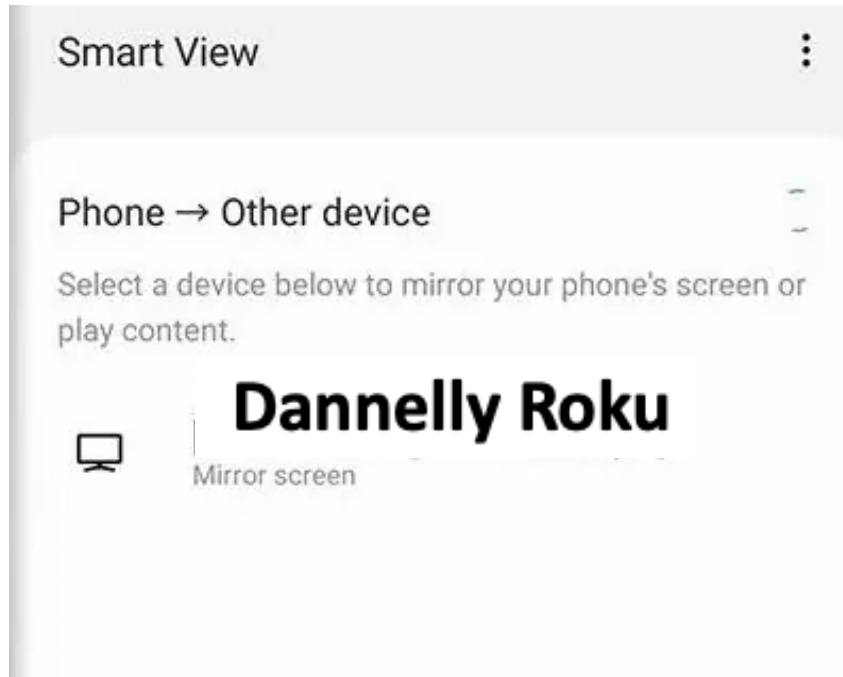 Smart View
Phone → Other device
Select a device below to mirror your phone's screen or
play content.
Dannelly Roku
Mirror screen